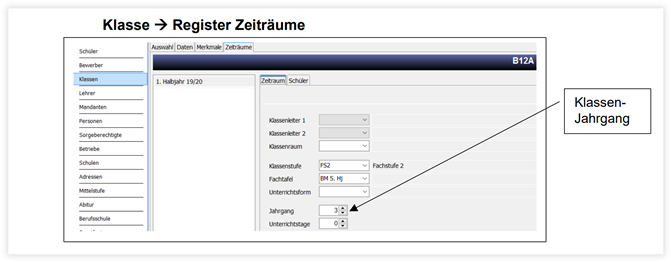 Klasse → Register Zeiträume
Auswahl Daten Merkmale Zeiträume
B12A
Schüler
Bewerber
Klassen
Lehrer
Mandanten
Personen
Sorgeberechtigte
Betriebe
Schulen
Adressen
Mittelstufe
Abitur
Berufsschule
1. Halbjahr 19/20
Zeitraum Schüler
Klassenleiter 1
Klassenleiter 2
Klassenraum
Klassenstufe FS2 Fachstufe 2
Fachtafel BM 5. HJ
Unterrichtsform
Jahrgang 3
Unterrichtstage 0
Klassen-
Jahrgang